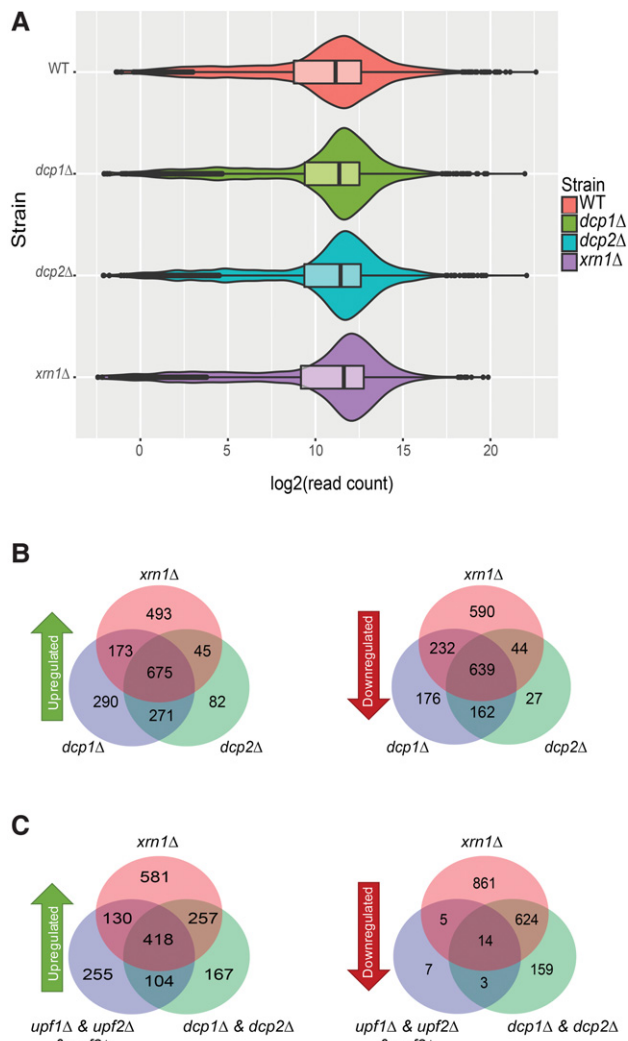 A
WT
dcp1Δ
dcp2Δ
xrn1Δ
Strain
0 5 10 15 20
log2(read count)
Strain
WT
dcp1Δ
dcp2Δ
xrn1Δ
B
Upregulated
xrn1Δ
493
173 45
675
290 82
271
dcp1Δ dcp2Δ
Downregulated
xrn1Δ
590
232 44
639
176 27
162
dcp1Δ dcp2Δ
C
Upregulated
xrn1Δ
581
130 257
418
255 167
104
upf1Δ & upf2Δ dcp1Δ & dcp2Δ
Downregulated
xrn1Δ
861
5 624
14
7 159
3
upf1Δ & upf2Δ dcp1Δ & dcp2Δ